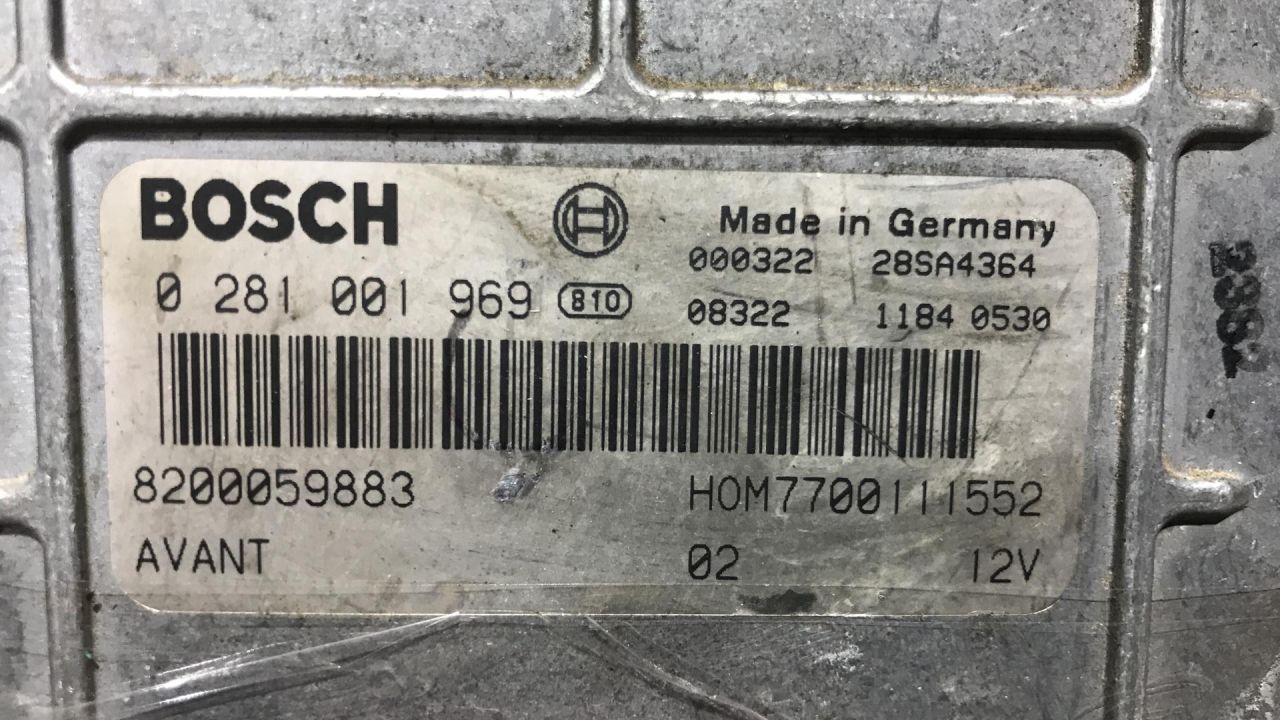 BOSCH
Made in Germany
000322 28SA4364
0 281 001 969 810
08322 1184 0530
8200059883 HOM7700111552
AVANT 02 12V